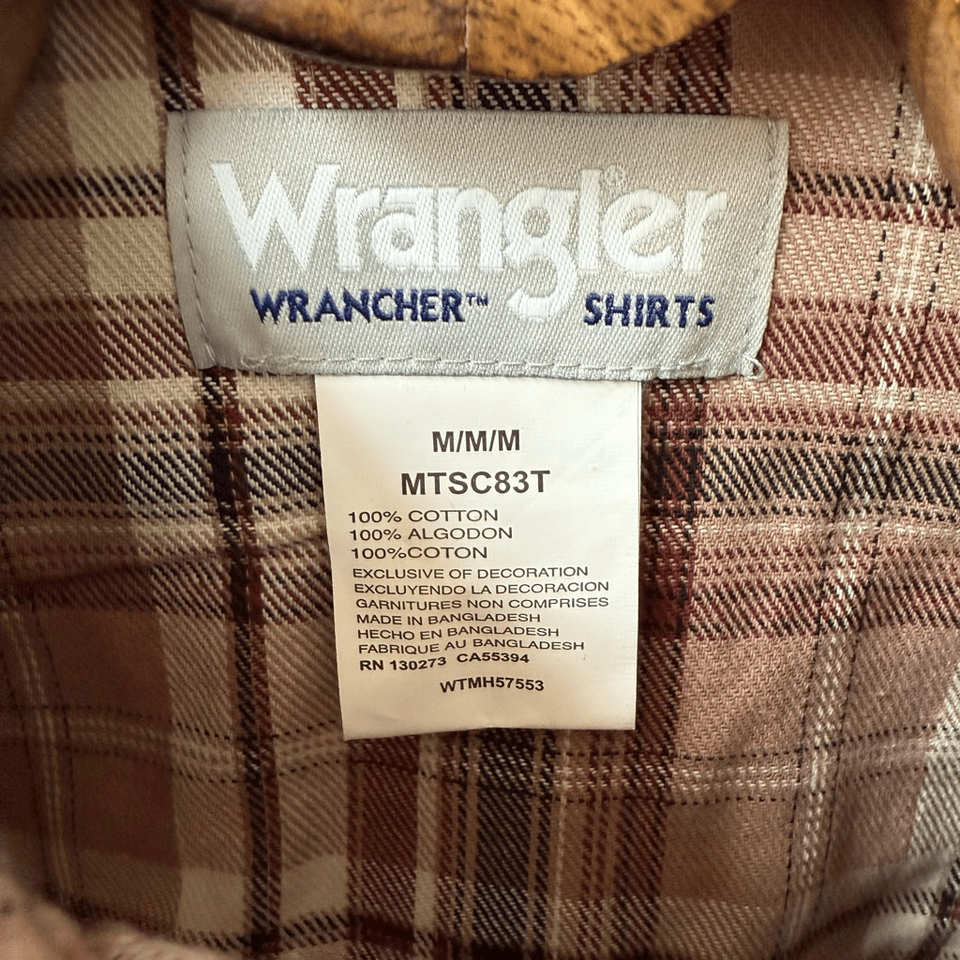 Wrangler®
WRANCHER™ SHIRTS
M/M/M
MTSC83T
100% COTTON
100% ALGODON
100%COTON
EXCLUSIVE OF DECORATION
EXCLUYENDO LA DECORACION
GARNITURES NON COMPRISES
MADE IN BANGLADESH
HECHO EN BANGLADESH
FABRIQUE AU BANGLADESH
RN 130273 CA55394
WTMH57553